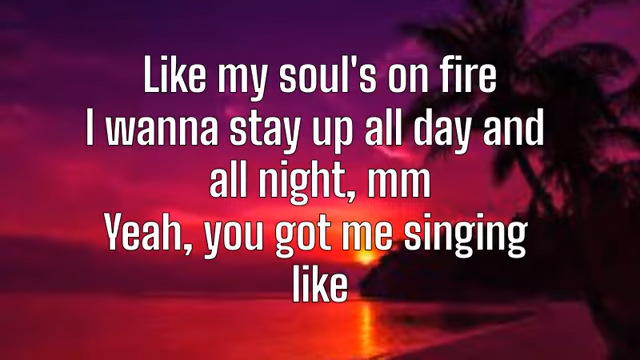 Like my soul's on fire
I wanna stay up all day and
all night, mm
Yeah, you got me singing
like